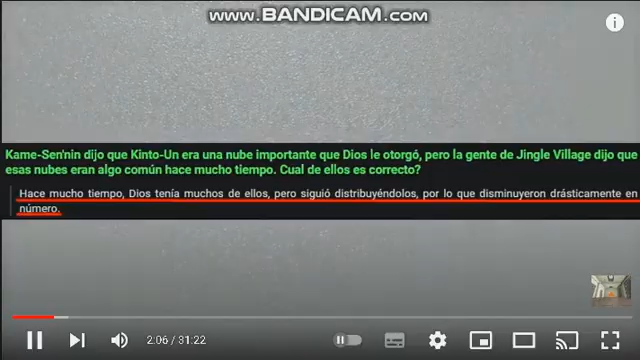 www.BANDICAM.com
Kame-Sen'nin dijo que Kinto-Un era una nube importante que Dios le otorgó, pero la gente de Jingle Village dijo que
esas nubes eran algo común hace mucho tiempo. Cual de ellos es correcto?
Hace mucho tiempo, Dios tenía muchos de ellos, pero siguió distribuyéndolos, por lo que disminuyeron drásticamente en
número.
2:06 / 31:22